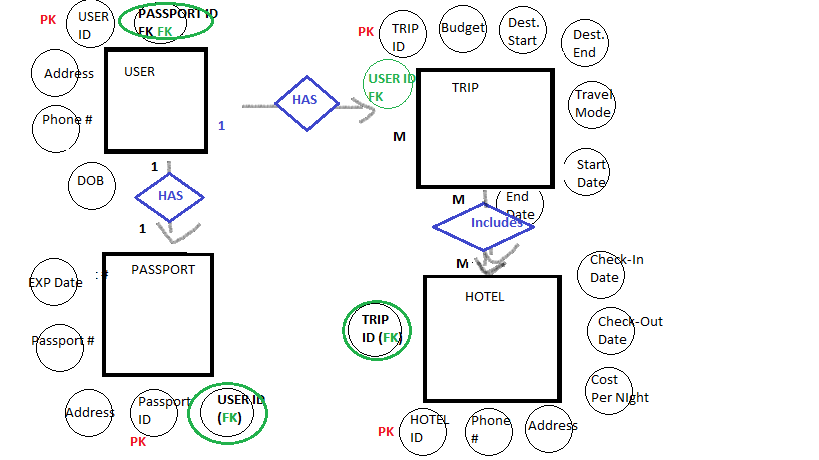 PK
USER
ID
PASSPORT ID
FK FK
Address
USER
Phone #
1
DOB
HAS
PK
TRIP
ID
Budget
Dest.
Start
Dest.
End
USER ID
FK
TRIP
Travel
Mode
M
Start
Date
1
HAS
1
M
End
Date
Includes
M
EXP Date
: #
PASSPORT
Passport #
Address
Passport
ID
PK
USER ID
(FK)
HOTEL
Check-In
Date
TRIP
ID (FK)
Check-Out
Date
Cost
Per NIght
PK
HOTEL
ID
Phone
#
Address